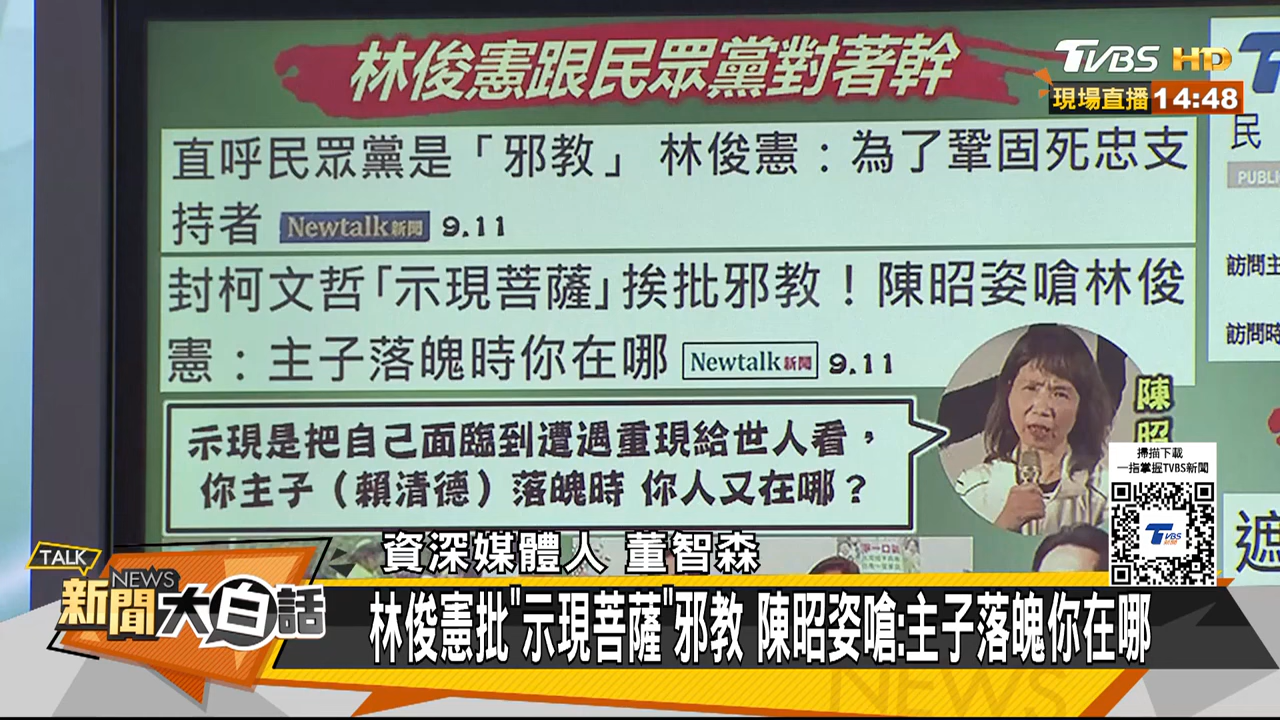 林俊憲跟民眾黨對著幹
TVBS HD
現場直播 14:48
直呼民眾黨是「邪教」 林俊憲：為了鞏固死忠支
持者 Newtalk新聞 9.11
封柯文哲「示現菩薩」挨批邪教！陳昭姿嗆林俊
憲：主子落魄時你在哪 Newtalk新聞 9.11
示現是把自己面臨到遭遇重現給世人看，
你主子（賴清德）落魄時 你人又在哪？
陳昭
民
PUBLI
訪問主
訪問時
掃描下載
一指掌握TVBS新聞
TVBS新聞
遮
資深媒體人 董智森
TALK
NEWS
新聞大白話
林俊憲批"示現菩薩"邪教 陳昭姿嗆:主子落魄你在哪
NEWS